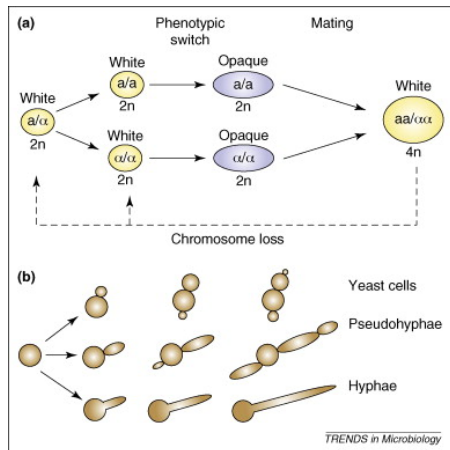 (a)
Phenotypic
switch
Mating
White
a/a
2n
Opaque
a/a
2n
White
a/α
2n
White
aa/αα
4n
White
α/α
2n
Opaque
α/α
2n
Chromosome loss
(b)
Yeast cells
Pseudohyphae
Hyphae
TRENDS in Microbiology